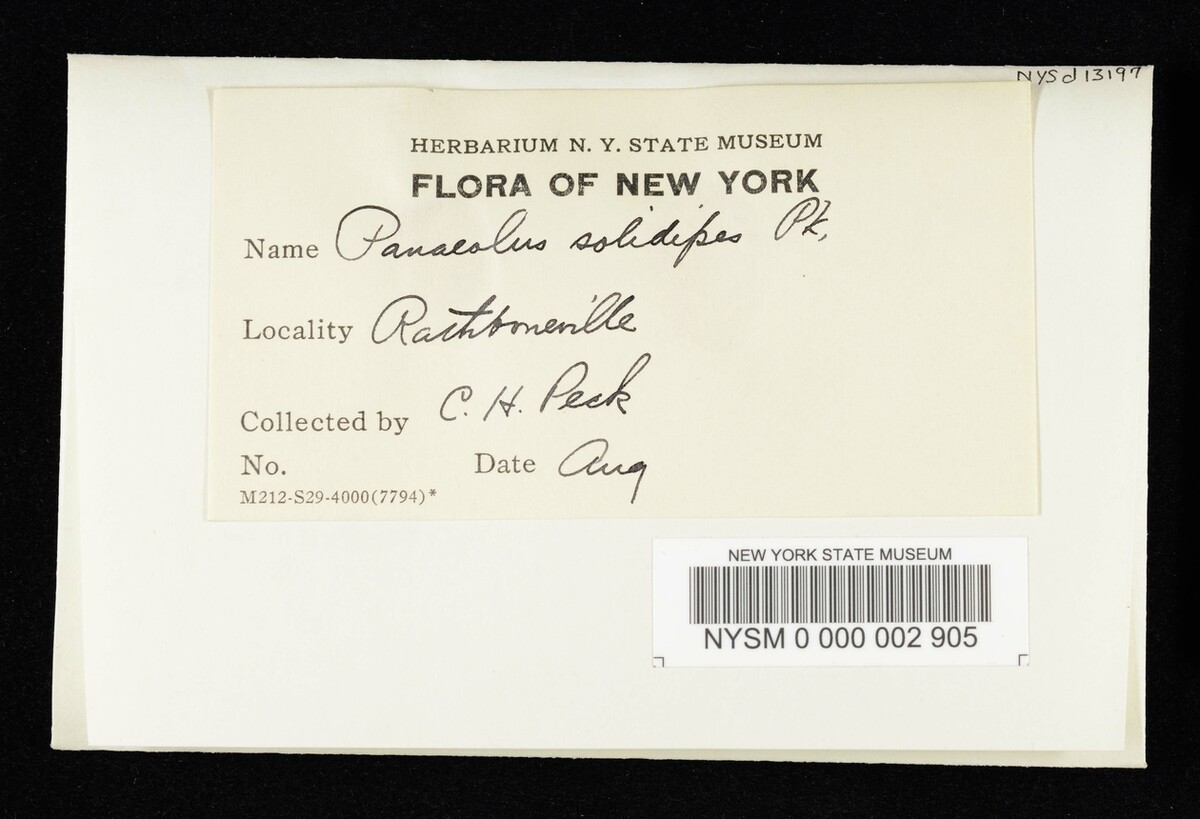 NYSd13197
HERBARIUM N. Y. STATE MUSEUM
FLORA OF NEW YORK
Name Panaeolus solidipes Pk.
Locality Rathboneville
Collected by C. H. Peck
No. Date Aug
M212-S29-4000(7794)*
NEW YORK STATE MUSEUM
NYSM 0 000 002 905